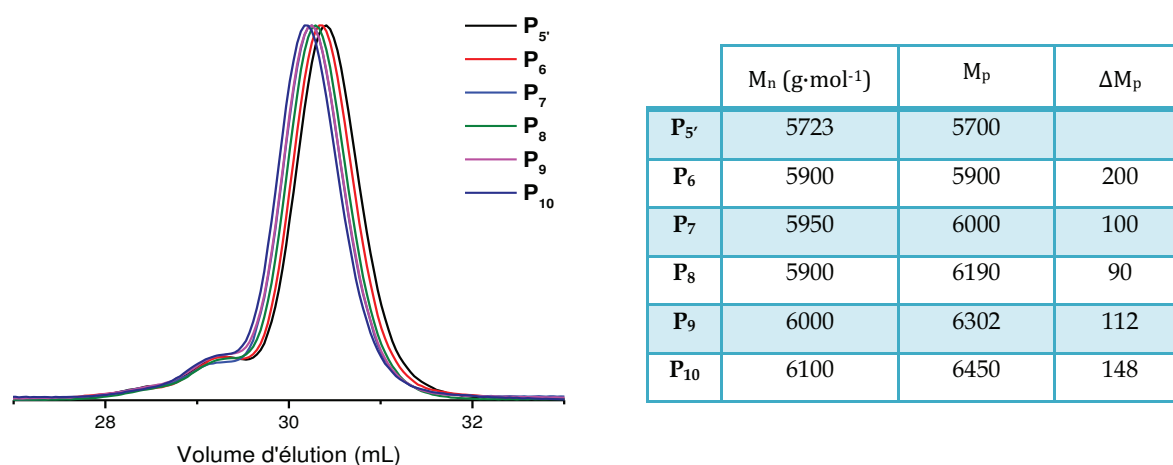 P5'
P6
P7
P8
P9
P10
28 30 32
Volume d'élution (mL)
Mn (g·mol-1) Mp ΔMp
P5' 5723 5700
P6 5900 5900 200
P7 5950 6000 100
P8 5900 6190 90
P9 6000 6302 112
P10 6100 6450 148